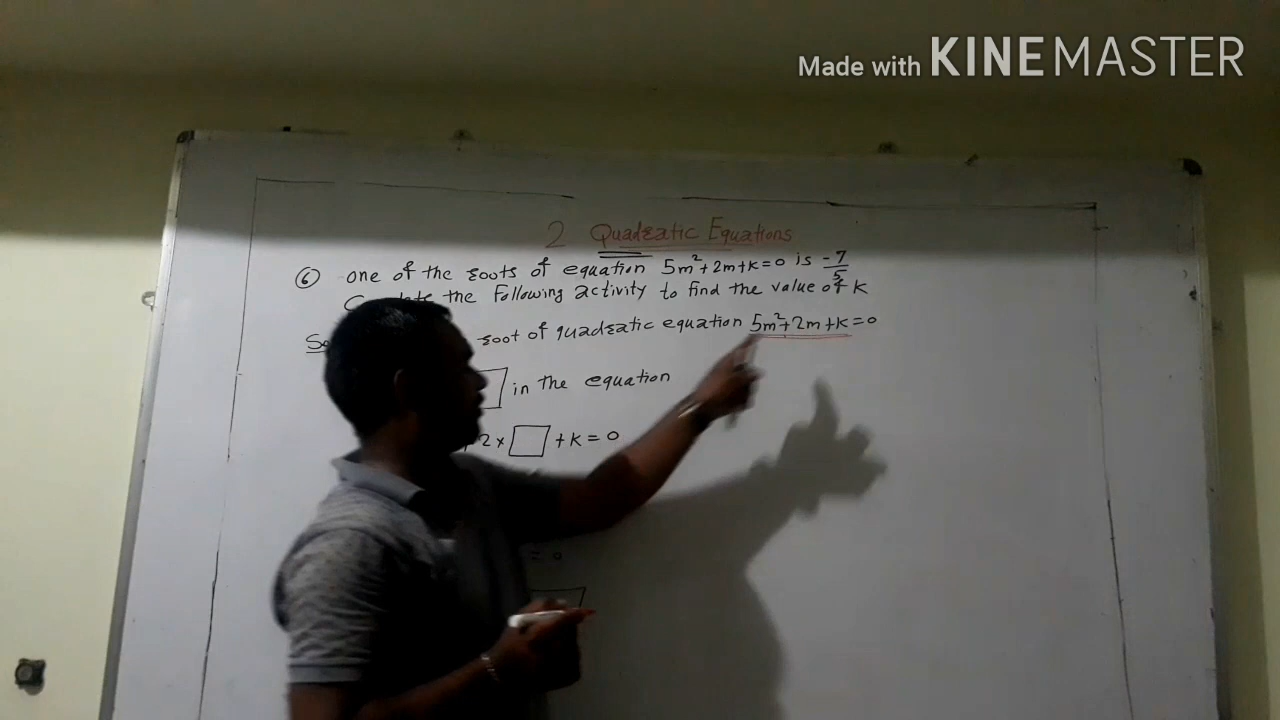 Made with KINEMASTER
2 Quadratic Equations
6 one of the roots of equation 5m²+2m+k=0 is -7/5
the following activity to find the value of k
root of quadratic equation 5m²+2m+k=0
in the equation
2× □ +k=0
=0